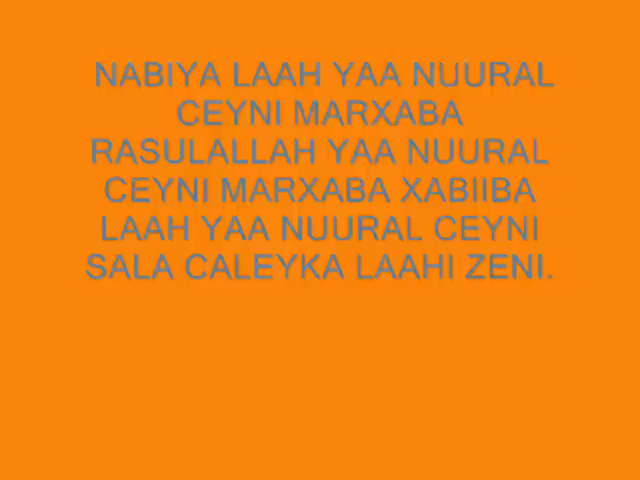 NABIYA LAAH YAA NUURAL
CEYNI MARXABA
RASULALLAH YAA NUURAL
CEYNI MARXABA XABIIBA
LAAH YAA NUURAL CEYNI
SALA CALEYKA LAAHI ZENI.